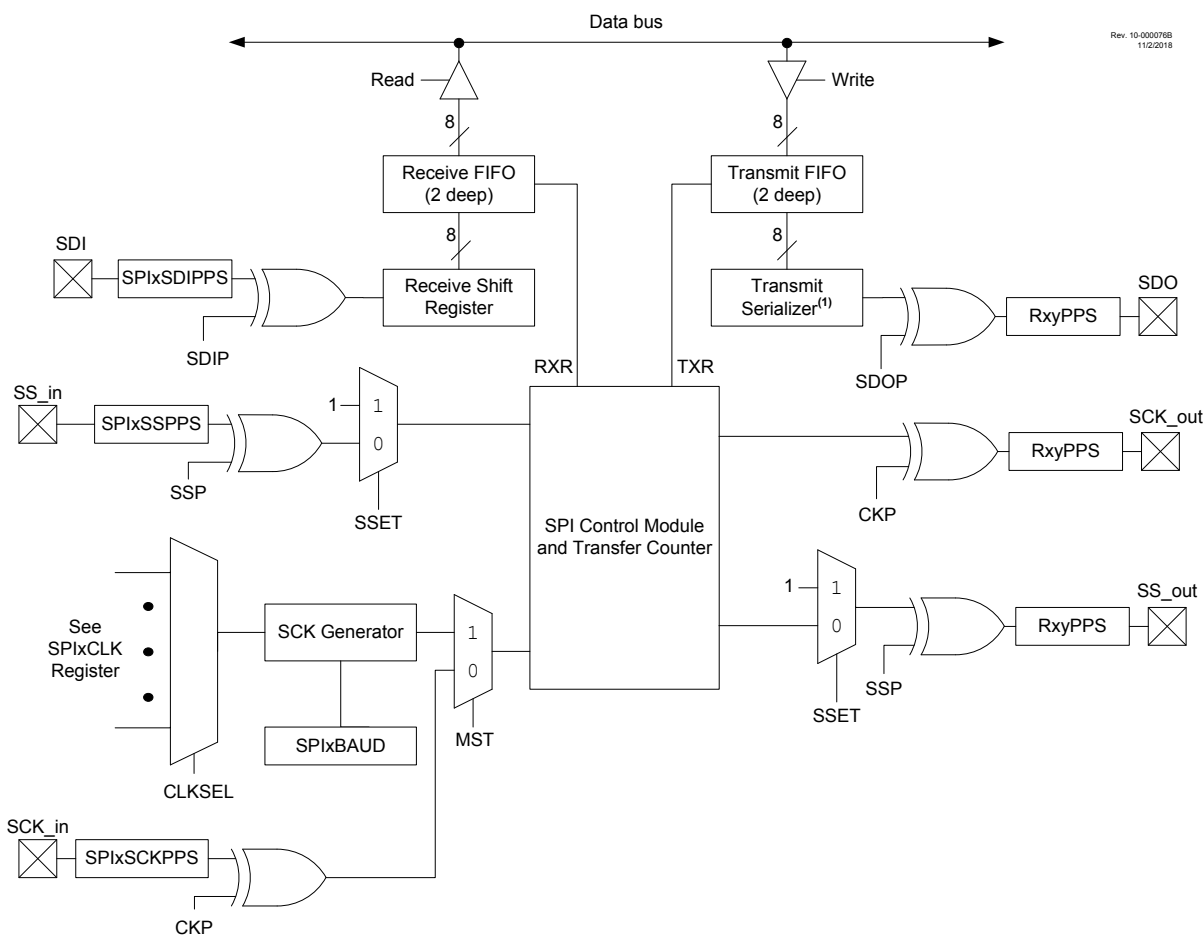 Data bus
Rev. 10-000076B
11/2/2018
Read
Write
8
8
Receive FIFO
(2 deep)
Transmit FIFO
(2 deep)
8
8
SDI
SPIxSDIPPS
SDIP
Receive Shift
Register
Transmit
Serializer(1)
SDOP
RxyPPS
SDO
RXR
TXR
SS_in
SPIxSSPPS
SSP
1
1
0
SSET
SPI Control Module
and Transfer Counter
CKP
RxyPPS
SCK_out
See
SPIxCLK
Register
CLKSEL
SCK Generator
SPIxBAUD
1
0
MST
1
1
0
SSET
SSP
RxyPPS
SS_out
SCK_in
SPIxSCKPPS
CKP